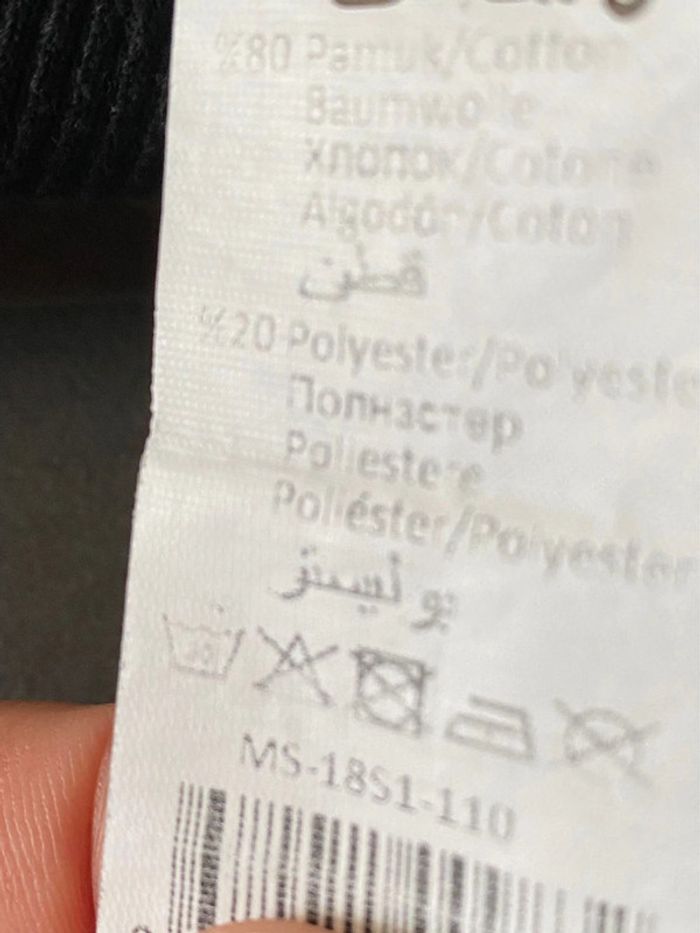 %80 Pamuk/Cotton
Baumwolle
Хлопок/Cotone
Algodón/Coton
قطن
%20 Polyester/Polyester
Полиэстер
Poliestere
Poliéster/Polyester
بوليستر
MS-18S1-110